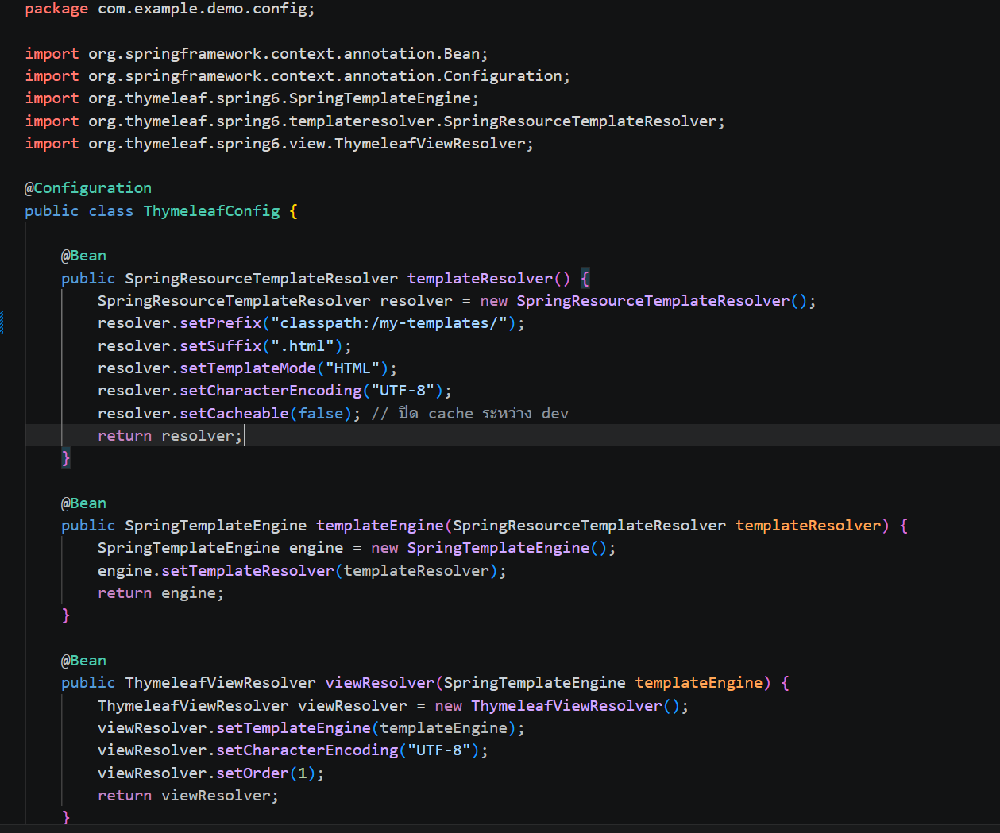 package com.example.demo.config;
import org.springframework.context.annotation.Bean;
import org.springframework.context.annotation.Configuration;
import org.thymeleaf.spring6.SpringTemplateEngine;
import org.thymeleaf.spring6.templateresolver.SpringResourceTemplateResolver;
import org.thymeleaf.spring6.view.ThymeleafViewResolver;
@Configuration
public class ThymeleafConfig {
@Bean
public SpringResourceTemplateResolver templateResolver() {
SpringResourceTemplateResolver resolver = new SpringResourceTemplateResolver();
resolver.setPrefix("classpath:/my-templates/");
resolver.setSuffix(".html");
resolver.setTemplateMode("HTML");
resolver.setCharacterEncoding("UTF-8");
resolver.setCacheable(false); // ปิด cache ระหว่าง dev
return resolver;
}
@Bean
public SpringTemplateEngine templateEngine(SpringResourceTemplateResolver templateResolver) {
SpringTemplateEngine engine = new SpringTemplateEngine();
engine.setTemplateResolver(templateResolver);
return engine;
}
@Bean
public ThymeleafViewResolver viewResolver(SpringTemplateEngine templateEngine) {
ThymeleafViewResolver viewResolver = new ThymeleafViewResolver();
viewResolver.setTemplateEngine(templateEngine);
viewResolver.setCharacterEncoding("UTF-8");
viewResolver.setOrder(1);
return viewResolver;
}